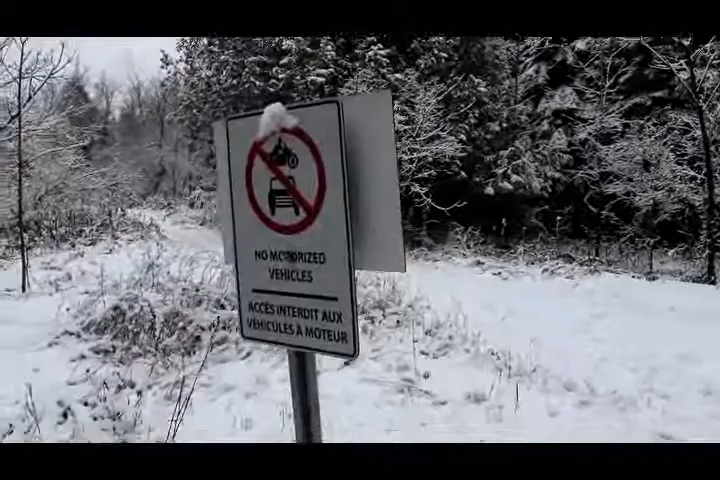 NO MOTORIZED
VEHICLES
ACCÈS INTERDIT AUX
VÉHICULES À MOTEUR